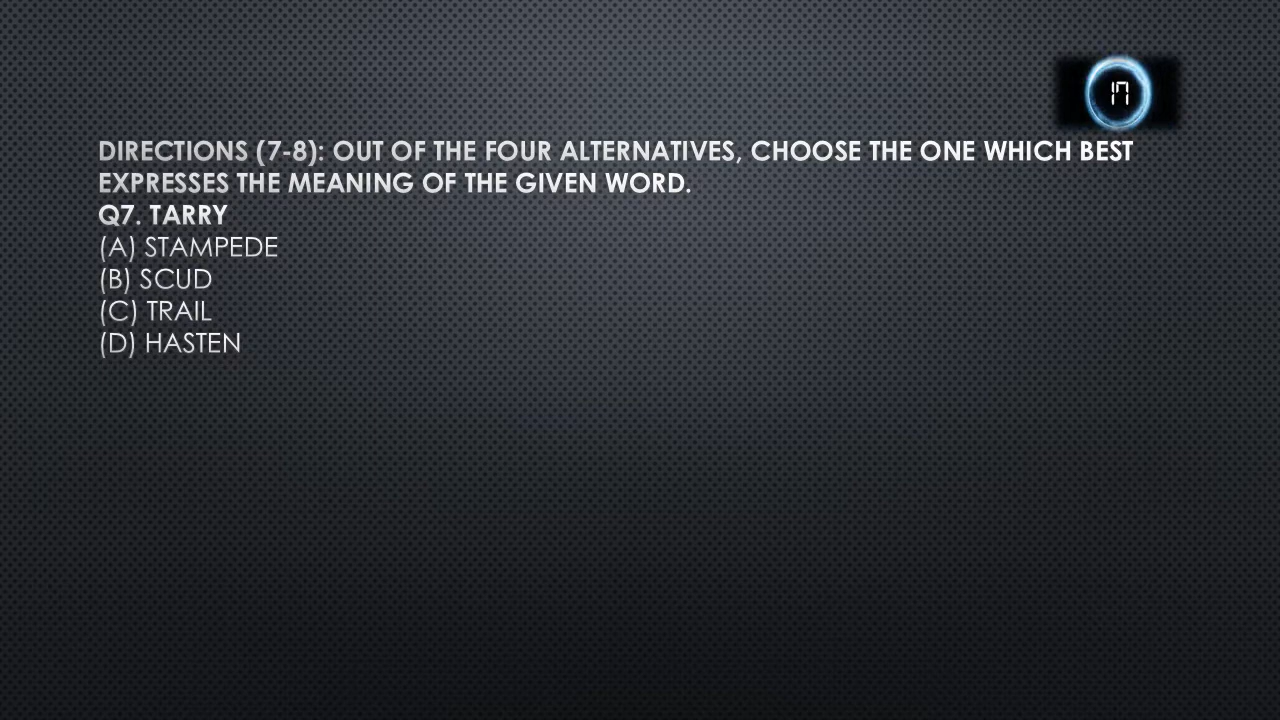 17
DIRECTIONS (7-8): OUT OF THE FOUR ALTERNATIVES, CHOOSE THE ONE WHICH BEST
EXPRESSES THE MEANING OF THE GIVEN WORD.
Q7. TARRY
(A) STAMPEDE
(B) SCUD
(C) TRAIL
(D) HASTEN